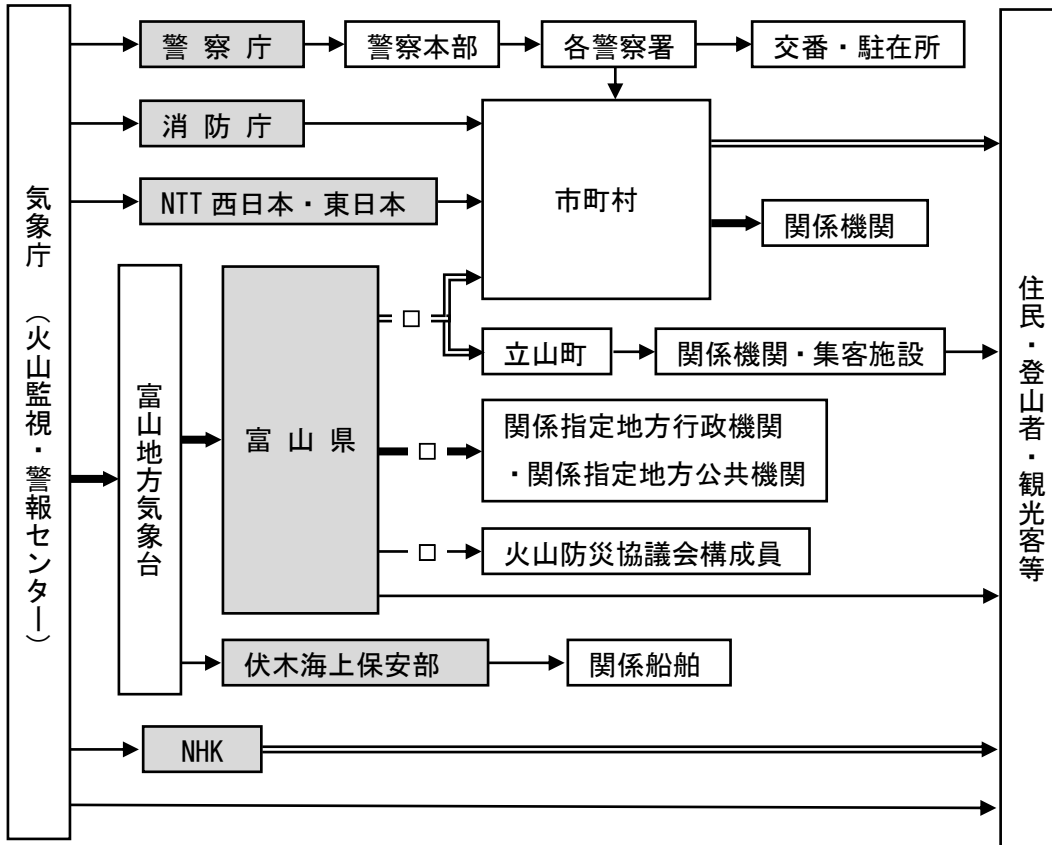 警察庁
警察本部
各警察署
交番・駐在所
消防庁
市町村
NTT 西日本・東日本
関係機関
気象庁 （火山監視・警報センター）
富山地方気象台
富山県
□
立山町
関係機関・集客施設
□
関係指定地方行政機関
・関係指定地方公共機関
□
火山防災協議会構成員
伏木海上保安部
関係船舶
NHK
住民・登山者・観光客等